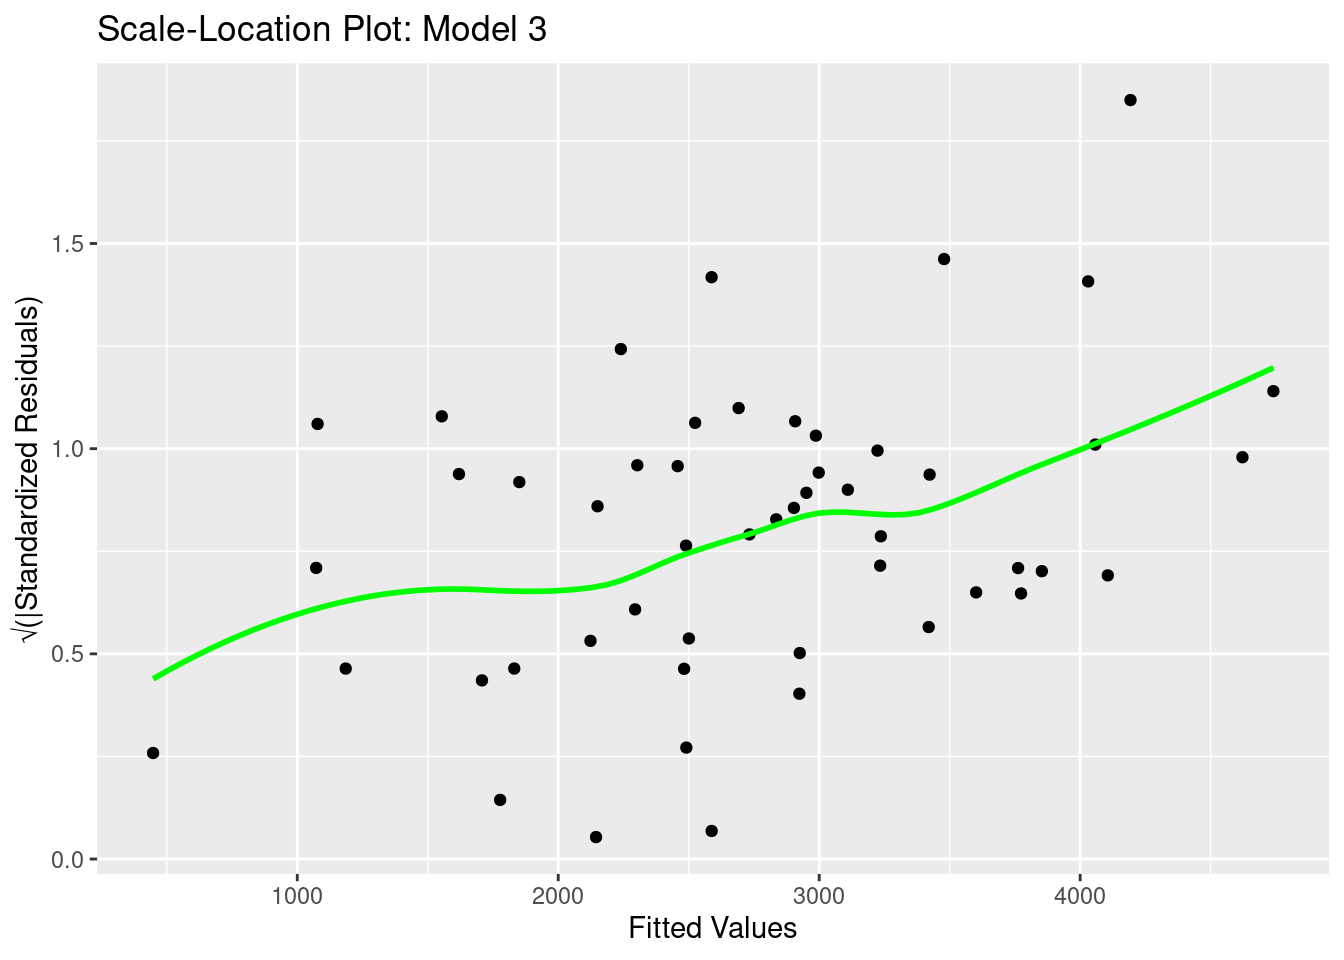 Scale-Location Plot: Model 3
√(|Standardized Residuals)
1.5
1.0
0.5
0.0
1000 2000 3000 4000
Fitted Values